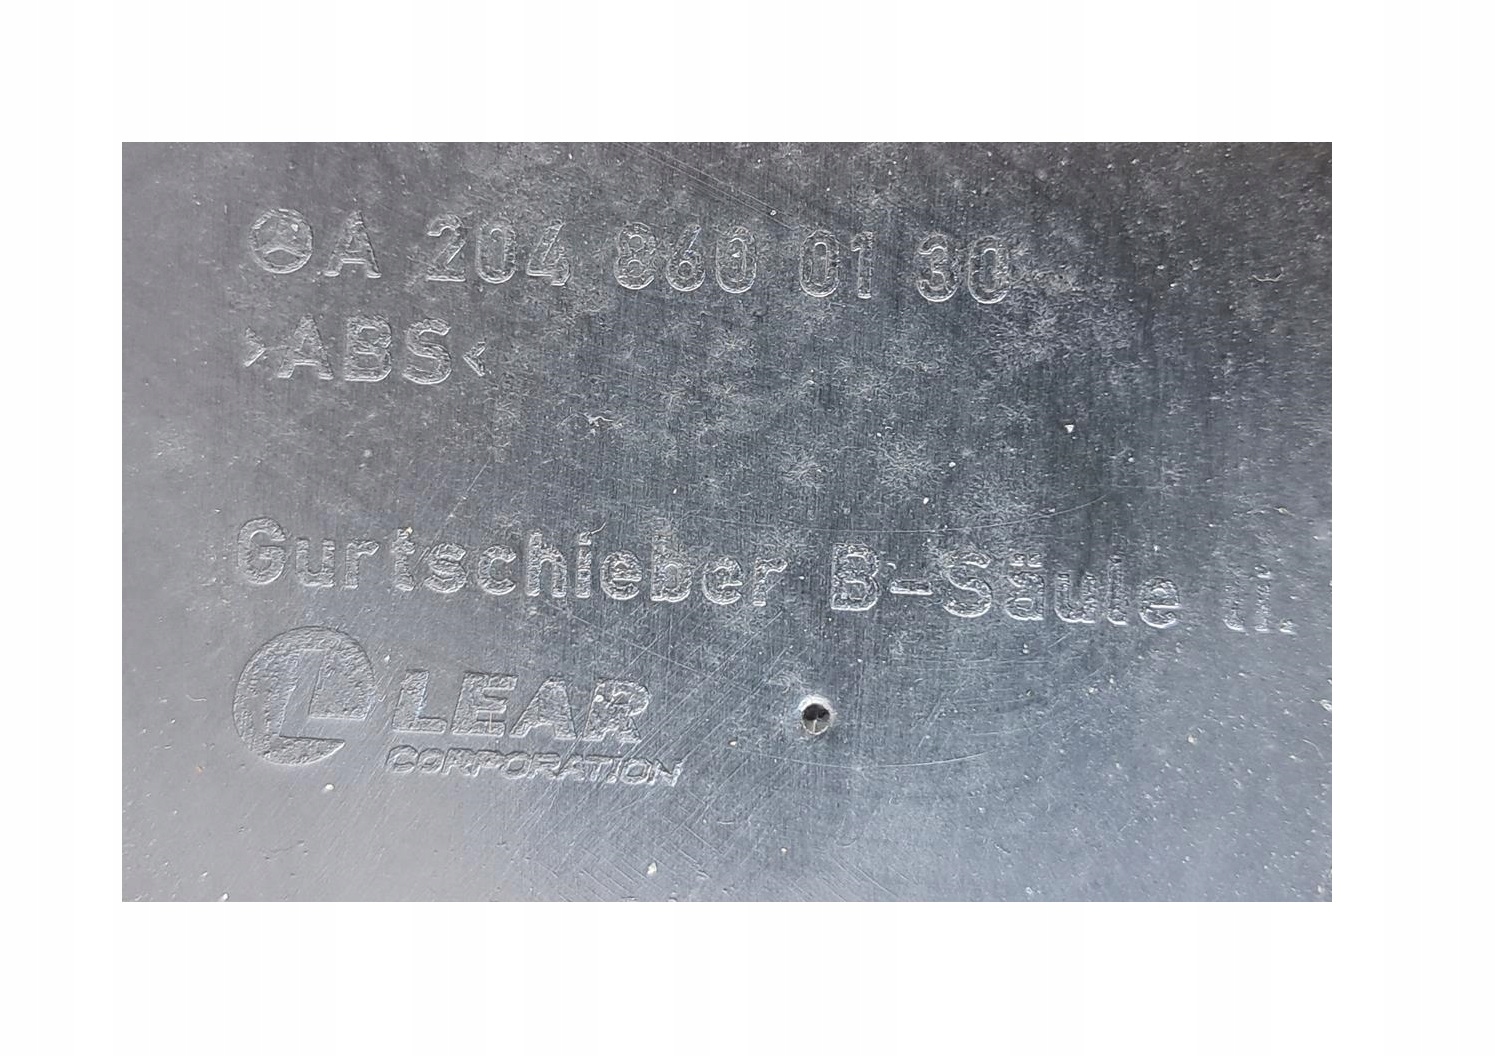 A 204 860 01 30
>ABS<
Gurtschieber B-Säule li.
LEAR
CORPORATION